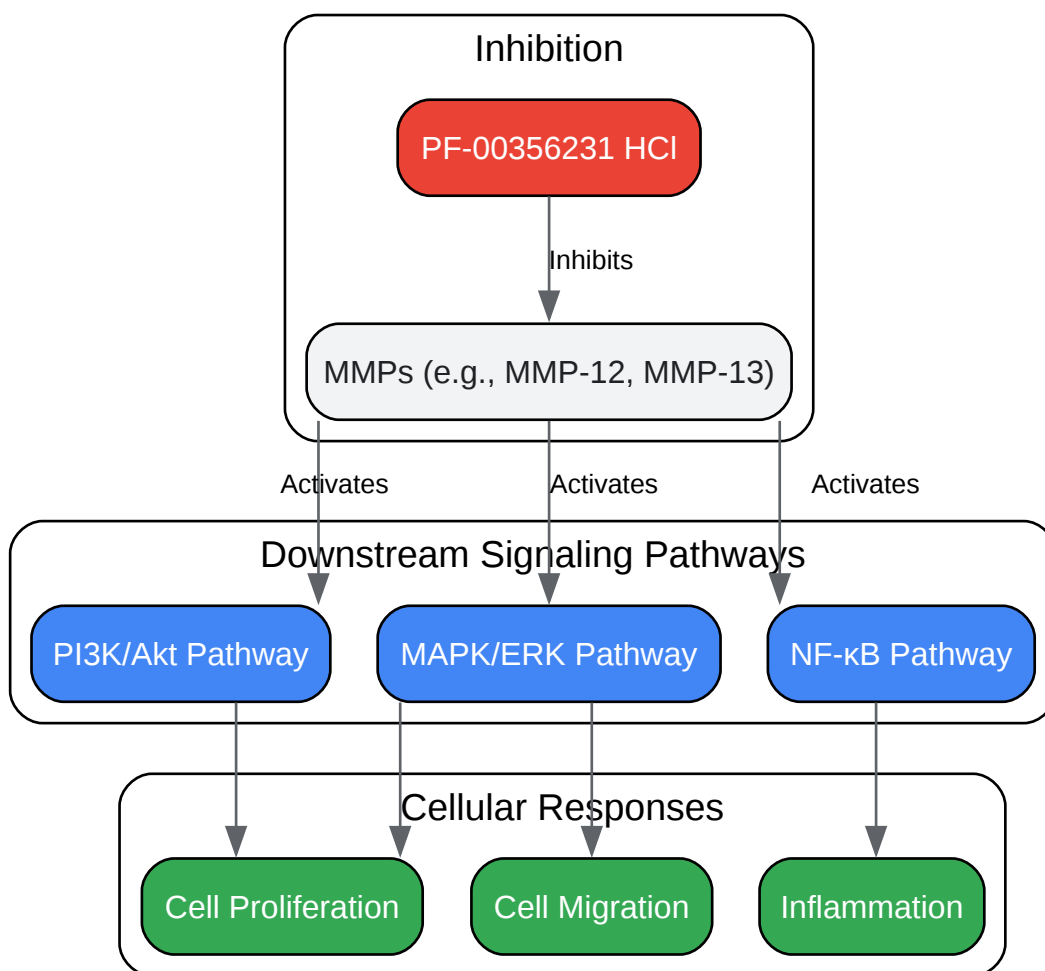 Inhibition
PF-00356231 HCl
Inhibits
MMPs (e.g., MMP-12, MMP-13)
Activates
Activates
Activates
Downstream Signaling Pathways
PI3K/Akt Pathway
MAPK/ERK Pathway
NF-κB Pathway
Cellular Responses
Cell Proliferation
Cell Migration
Inflammation